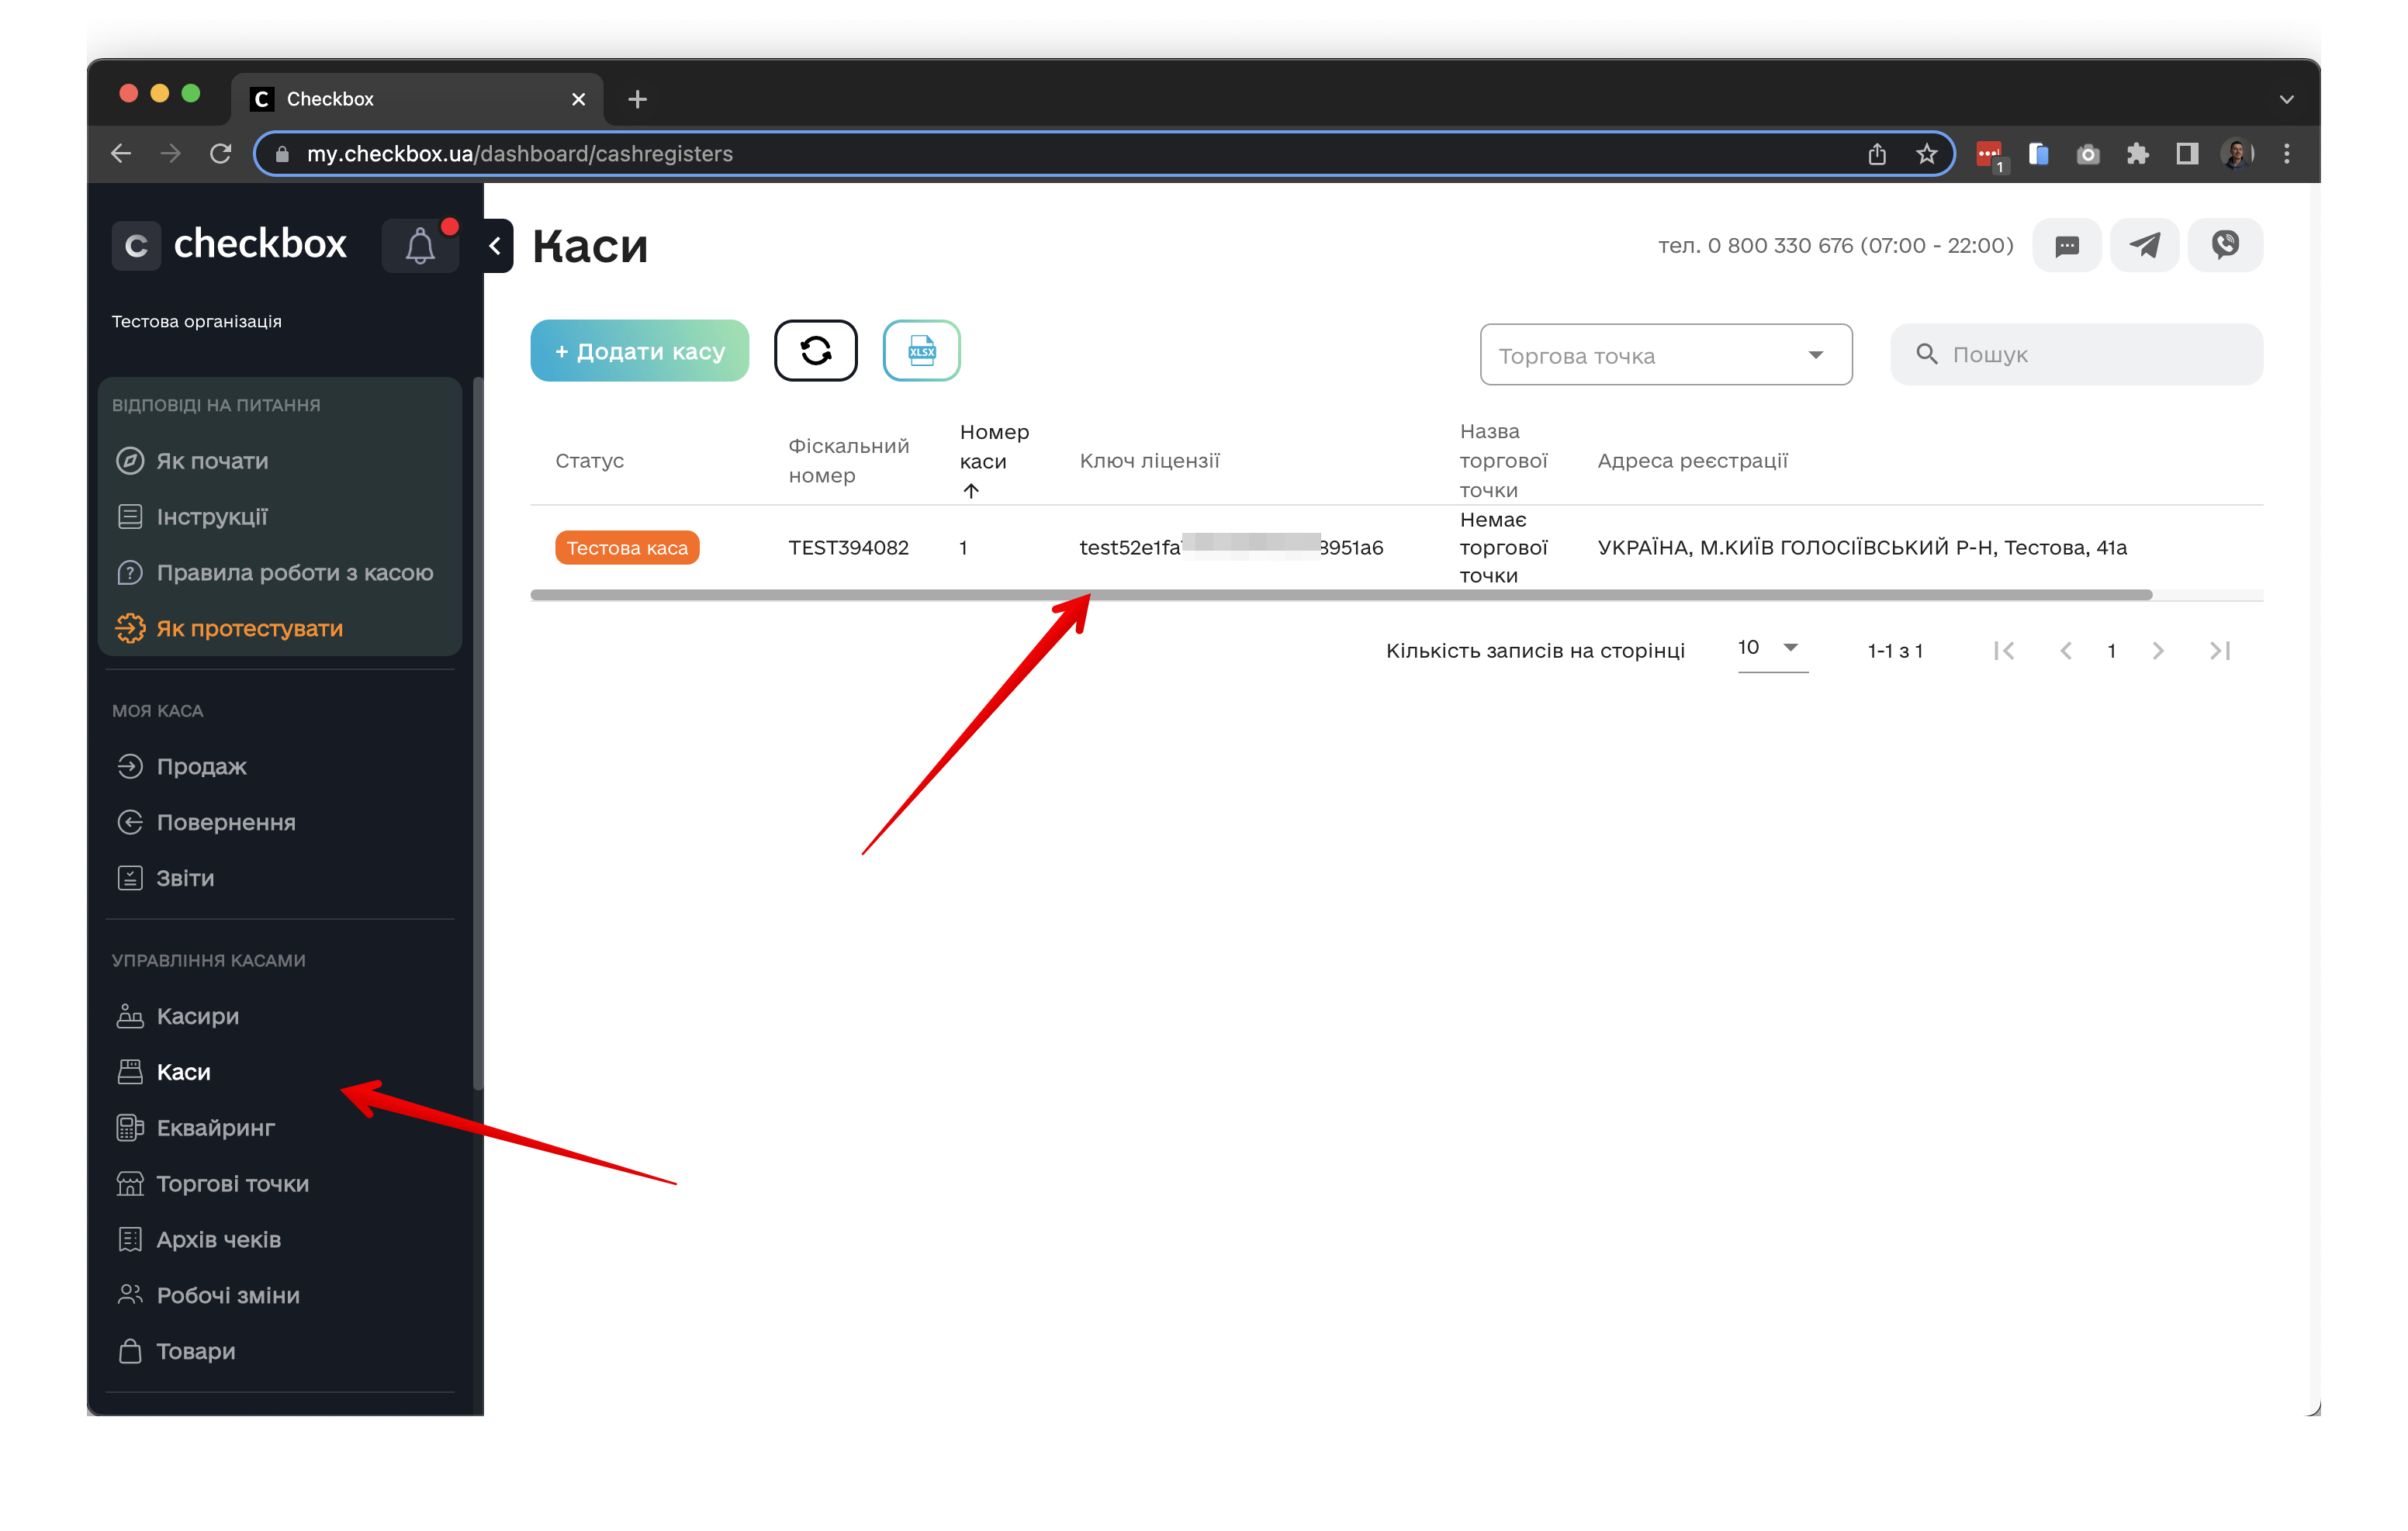 C Checkbox
my.checkbox.ua/dashboard/cashregisters
1
C checkbox
Тестова організація
ВІДПОВІДІ НА ПИТАННЯ
Як почати
Інструкції
Правила роботи з касою
Як протестувати
МОЯ КАСА
Продаж
Повернення
Звіти
УПРАВЛІННЯ КАСАМИ
Касири
Каси
Еквайринг
Торгові точки
Архів чеків
Робочі зміни
Товари
Каси
тел. 0 800 330 676 (07:00 - 22:00)
+ Додати касу
XLSX
Торгова точка
Пошук
Статус
Фіскальний
номер
Номер
каси
Ключ ліцензії
Назва
торгової
точки
Адреса реєстрації
Тестова каса
TEST394082
1
test52e1fa 8951a6
Немає
торгової
точки
УКРАЇНА, М.КИЇВ ГОЛОСІЇВСЬКИЙ Р-Н, Тестова, 41а
Кількість записів на сторінці
10
1-1 з 1
1